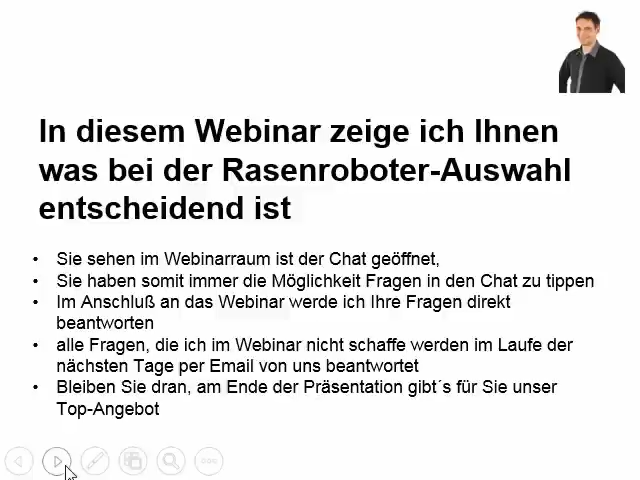 In diesem Webinar zeige ich Ihnen
was bei der Rasenroboter-Auswahl
entscheidend ist
• Sie sehen im Webinarraum ist der Chat geöffnet,
• Sie haben somit immer die Möglichkeit Fragen in den Chat zu tippen
• Im Anschluß an das Webinar werde ich Ihre Fragen direkt
beantworten
• alle Fragen, die ich im Webinar nicht schaffe werden im Laufe der
nächsten Tage per Email von uns beantwortet
• Bleiben Sie dran, am Ende der Präsentation gibt´s für Sie unser
Top-Angebot